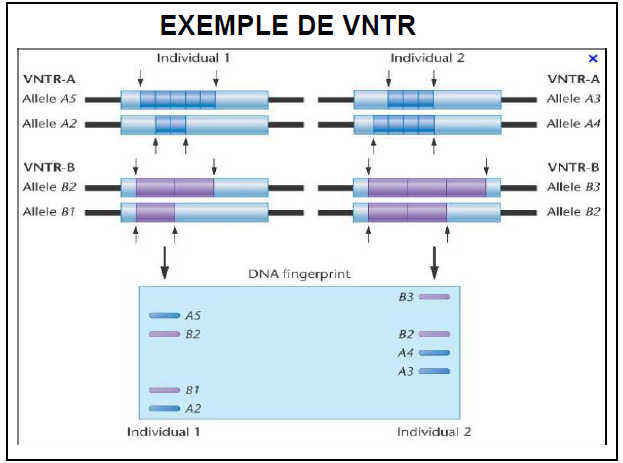 EXEMPLE DE VNTR
Individual 1
Individual 2
×
VNTR-A
Allele A5
Allele A2
VNTR-A
Allele A3
Allele A4
VNTR-B
Allele B2
Allele B1
VNTR-B
Allele B3
Allele B2
DNA fingerprint
A5
B2
B1
A2
B3
B2
A4
A3
Individual 1
Individual 2